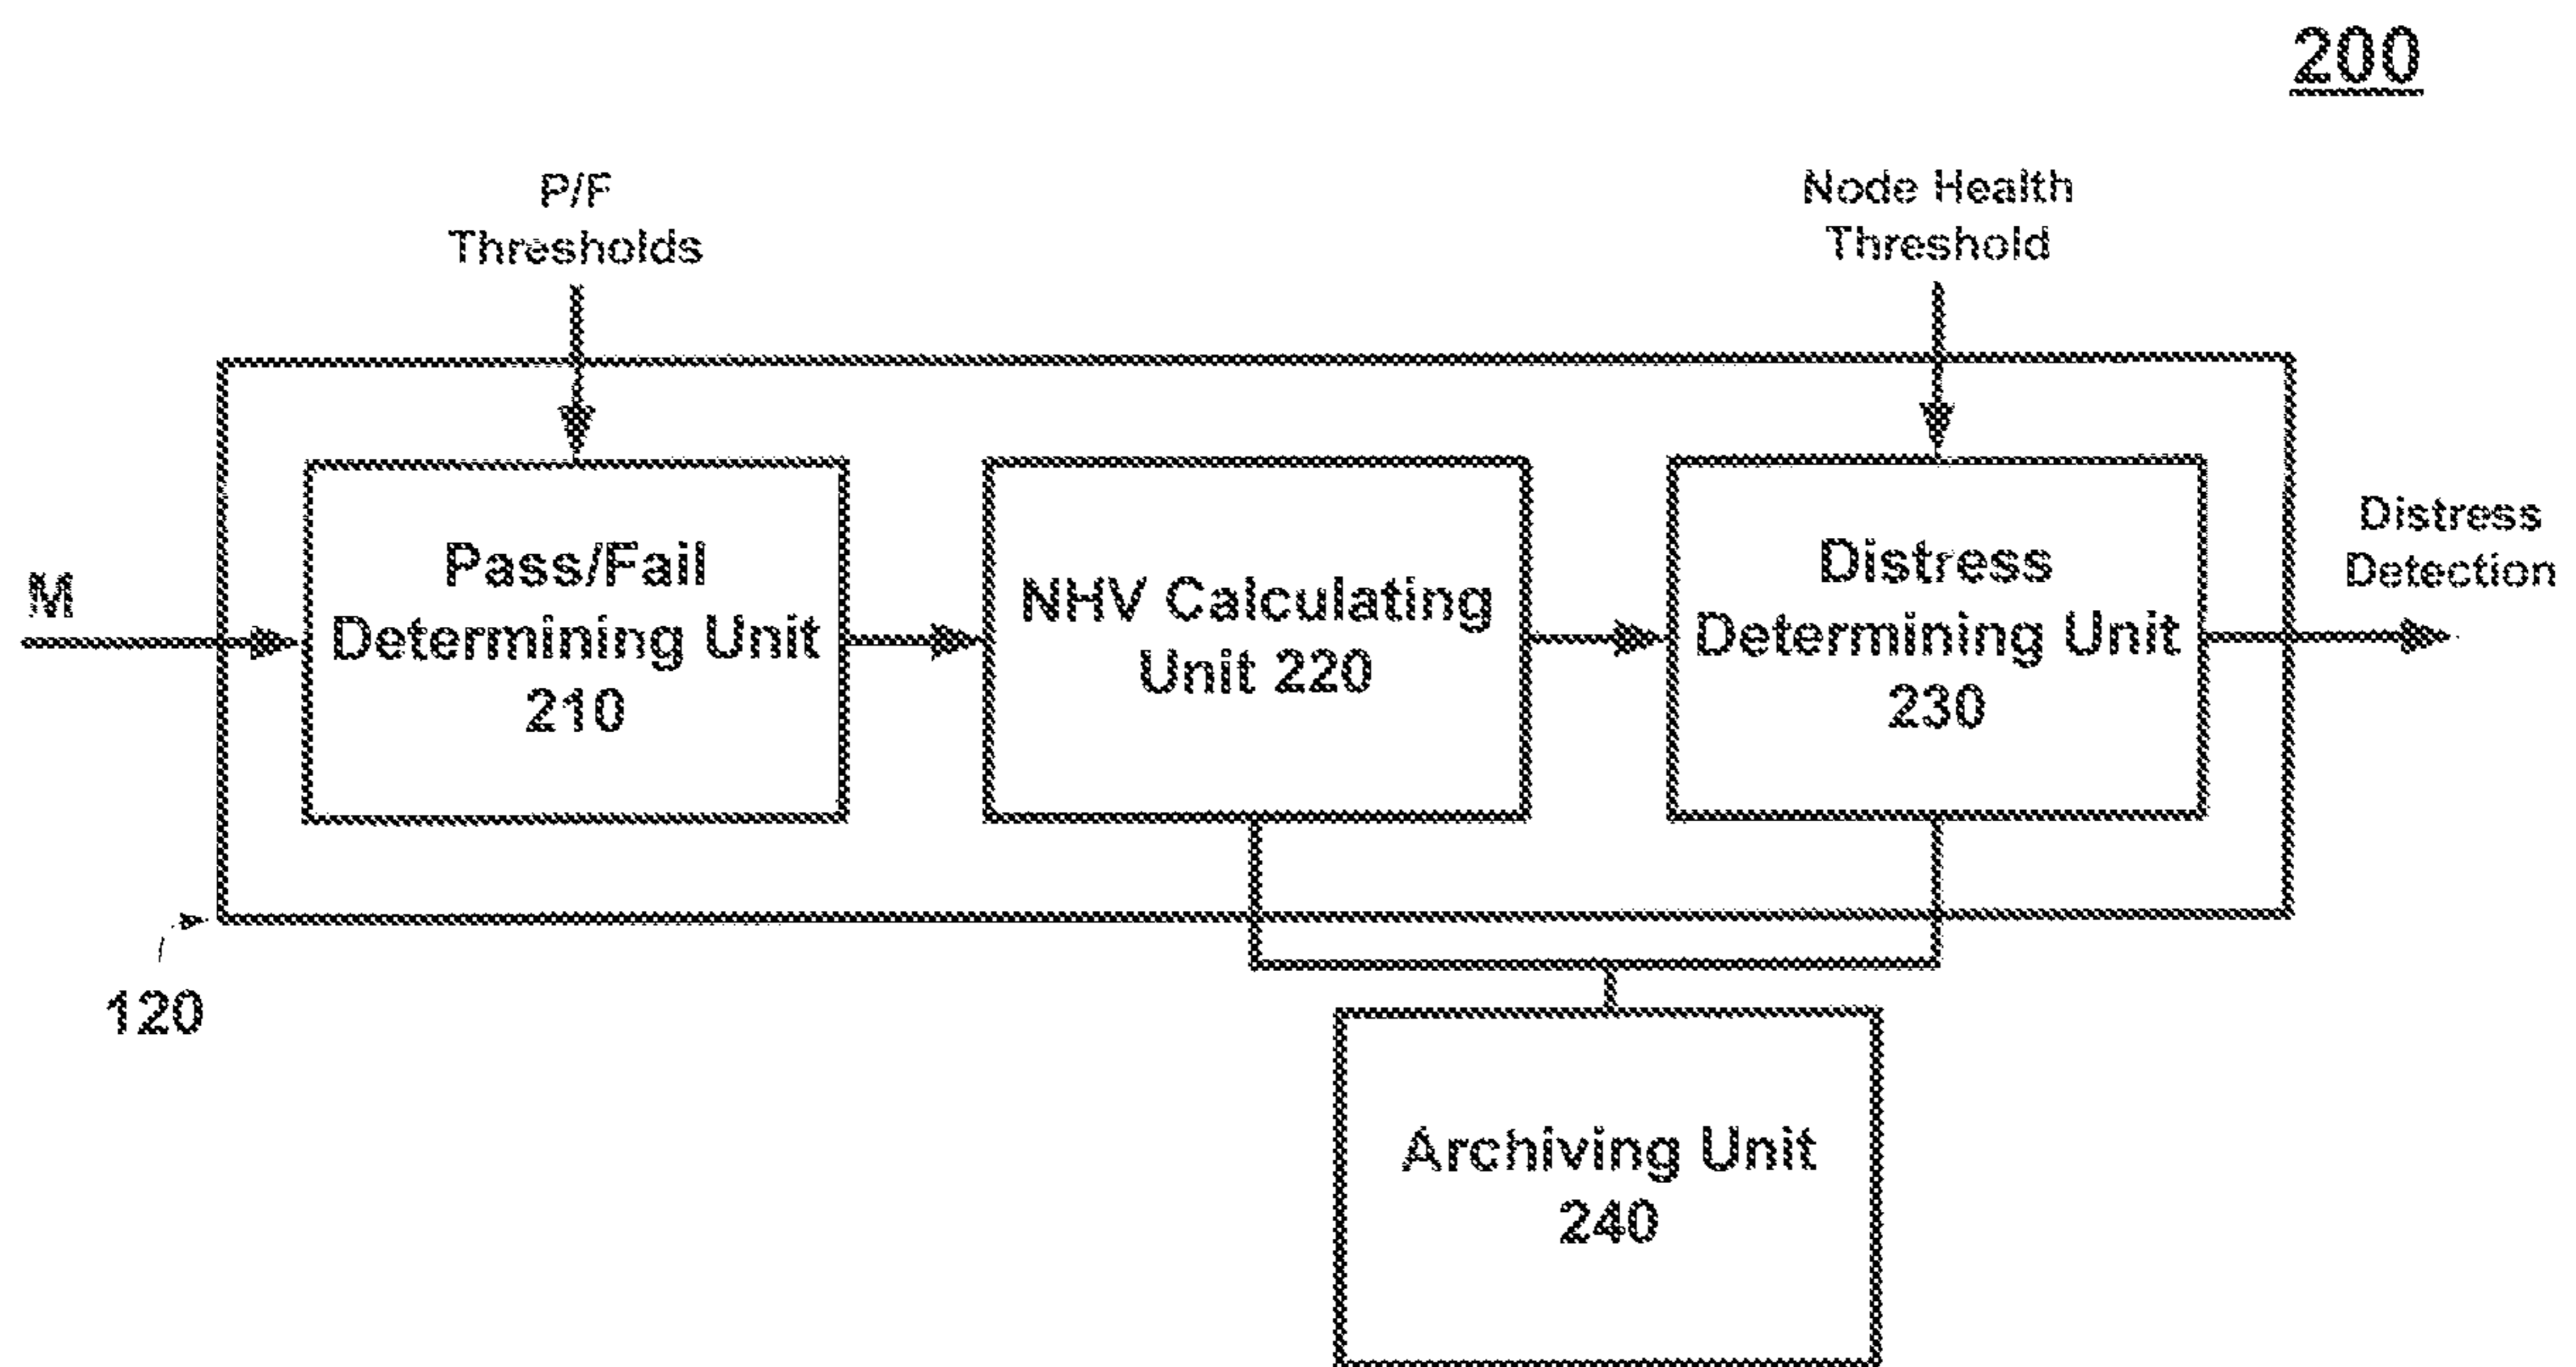 200
P/F
Thresholds
Node Health
Threshold
M
Pass/Fail
Determining Unit
210
NHV Calculating
Unit 220
Distress
Determining Unit
230
Distress
Detection
120
Archiving Unit
240